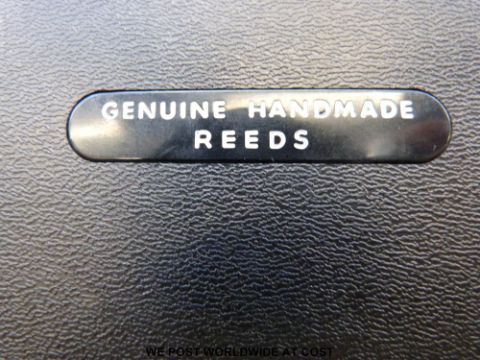 GENUINE HANDMADE
REEDS
WE POST WORLDWIDE AT COST